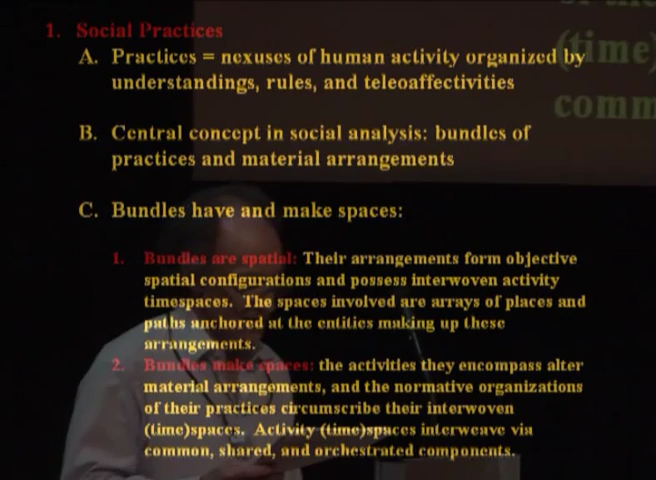 (time)
comm
1. Social Practices
A. Practices = nexuses of human activity organized by
understandings, rules, and teleoaffectivities
B. Central concept in social analysis: bundles of
practices and material arrangements
C. Bundles have and make spaces:
1. Bundles are spatial: Their arrangements form objective
spatial configurations and possess interwoven activity
timespaces. The spaces involved are arrays of places and
paths anchored at the entities making up these
arrangements.
2. Bundles make spaces: the activities they encompass alter
material arrangements, and the normative organizations
of their practices circumscribe their interwoven
(time)spaces. Activity (time)spaces interweave via
common, shared, and orchestrated components.